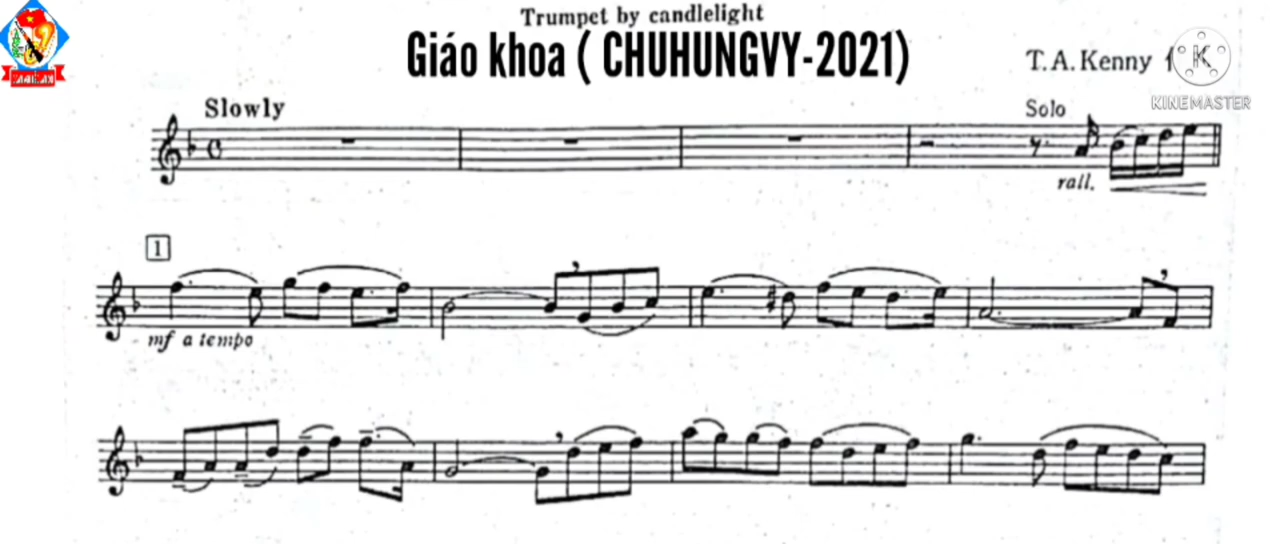 Trumpet by candlelight
Giáo khoa ( CHUHUNGVY-2021)
T. A. Kenny
K
KINEMASTER
Slowly
Solo
rall.
1
mf a tempo